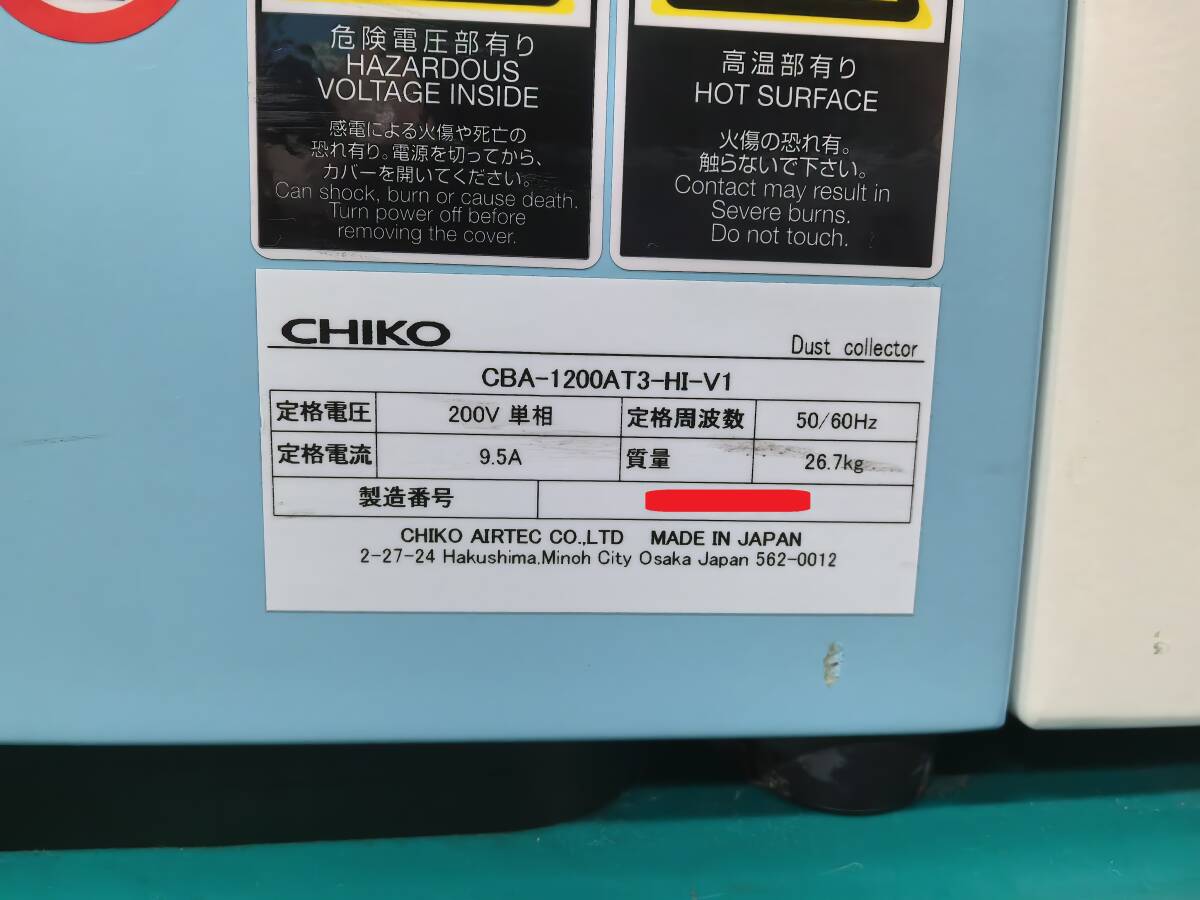 危険電圧部有り
HAZARDOUS
VOLTAGE INSIDE
感電による火傷や死亡の
恐れ有り。電源を切ってから、
カバーを開いてください。
Can shock, burn or cause death.
Turn power off before
removing the cover.
高温部有り
HOT SURFACE
火傷の恐れ有。
触らないで下さい。
Contact may result in
Severe burns.
Do not touch.
CHIKO
Dust collector
CBA-1200AT3-HI-V1
定格電圧 200V 単相 定格周波数 50/60Hz
定格電流 9.5A 質量 26.7kg
製造番号
CHIKO AIRTEC CO.,LTD MADE IN JAPAN
2-27-24 Hakushima,Minoh City Osaka Japan 562-0012